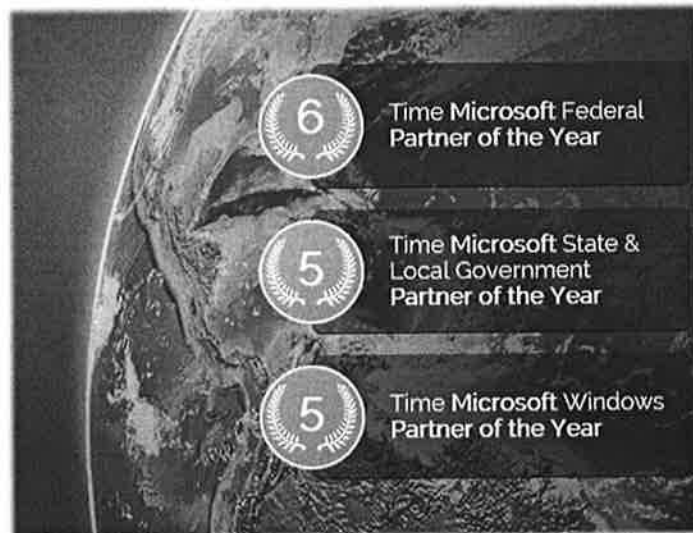 6
Time Microsoft Federal
Partner of the Year
5
Time Microsoft State &
Local Government
Partner of the Year
5
Time Microsoft Windows
Partner of the Year